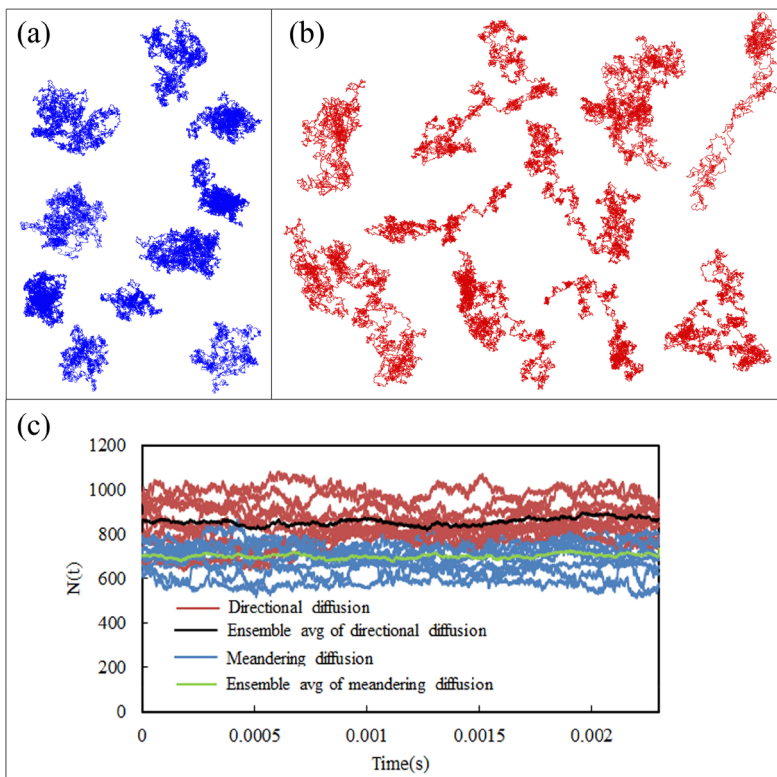 (a)
(b)
(c)
1200
1000
800
600
400
200
0
N(t)
Directional diffusion
Ensemble avg of directional diffusion
Meandering diffusion
Ensemble avg of meandering diffusion
0 0.0005 0.001 0.0015 0.002
Time(s)